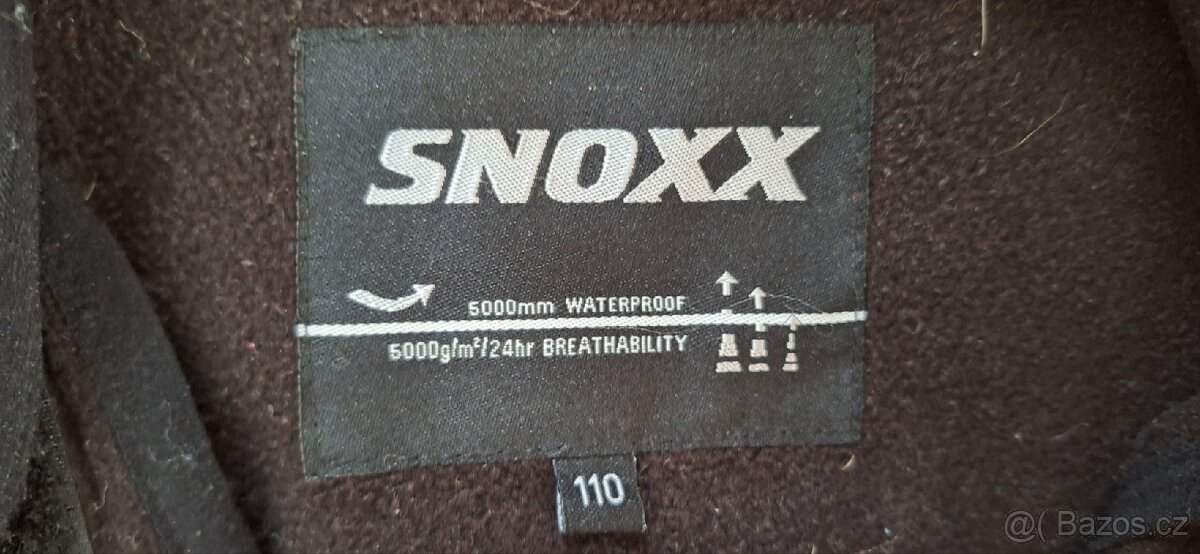 SNOXX
5000mm WATERPROOF
5000g/m²/24hr BREATHABILITY
110
@( Bazos.cz